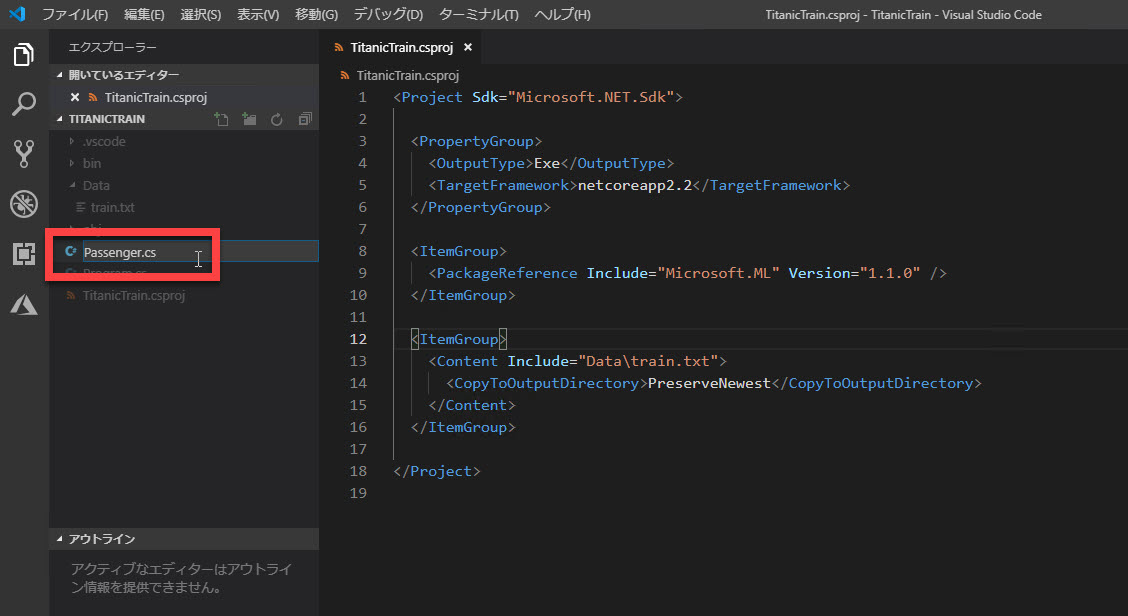 ファイル(F) 編集(E) 選択(S) 表示(V) 移動(G) デバッグ(D) ターミナル(T) ヘルプ(H) TitanicTrain.csproj - TitanicTrain - Visual Studio Code
エクスプローラー
開いているエディター
TitanicTrain.csproj
TITANICTRAIN
.vscode
bin
Data
train.txt
obj
Passenger.cs
Program.cs
TitanicTrain.csproj
アウトライン
アクティブなエディターはアウトライ
ン情報を提供できません。
TitanicTrain.csproj
TitanicTrain.csproj
1 <Project Sdk="Microsoft.NET.Sdk">
2
3 <PropertyGroup>
4 <OutputType>Exe</OutputType>
5 <TargetFramework>netcoreapp2.2</TargetFramework>
6 </PropertyGroup>
7
8 <ItemGroup>
9 <PackageReference Include="Microsoft.ML" Version="1.1.0" />
10 </ItemGroup>
11
12 <ItemGroup>
13 <Content Include="Data\train.txt">
14 <CopyToOutputDirectory>PreserveNewest</CopyToOutputDirectory>
15 </Content>
16 </ItemGroup>
17
18 </Project>
19